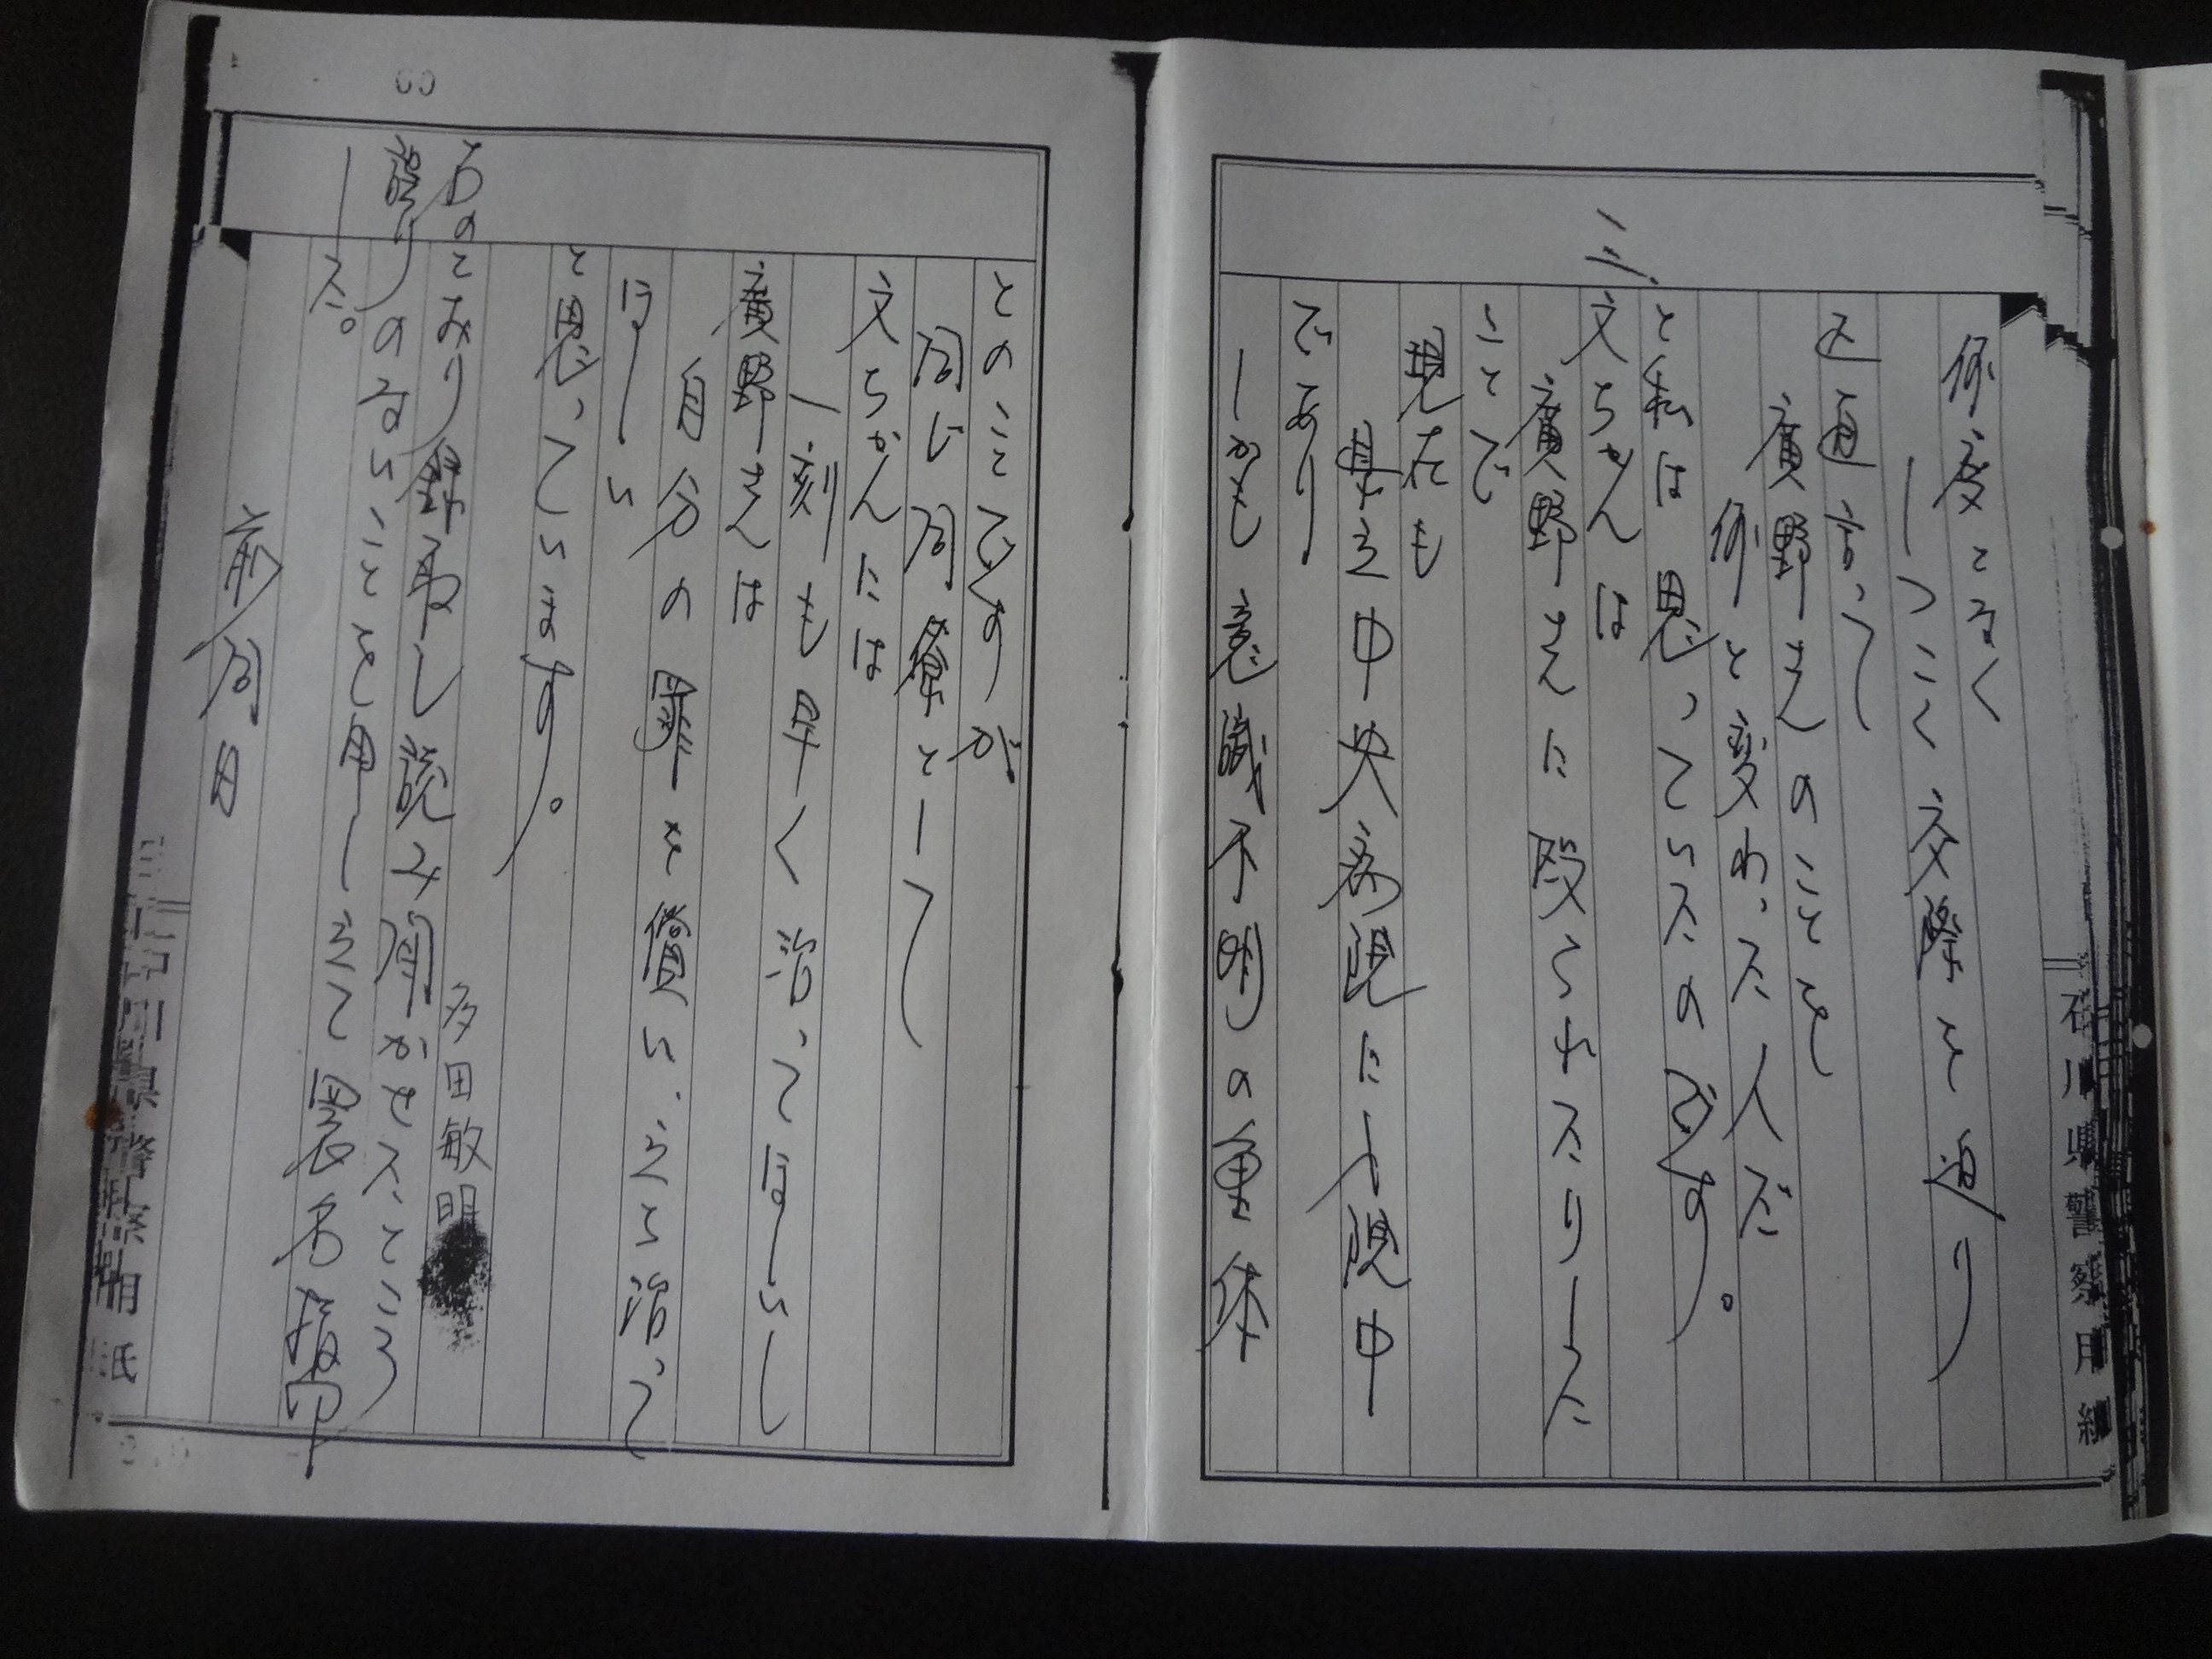 何度となく
しつこく交際を迫り
廣野さんのことを
何と変わった人だ
と私は思っていたのです。
三
文ちゃんは
廣野さんに殴られたりした
ことで
現在も
県立中央病院に入院中
であり
しかも意識不明の重体
石川県警察用紙
とのことですが
同じ同僚として
文ちゃんには
一刻も早く治ってほしいし
廣野さんは
自分の罪を償い、立ち治って
ほしい
と思っています。
多田敏明
右のとおり録取し読み聞かせたところ
誤りのないことを申し立て署名指印
した。
前同日
石川県警察用紙